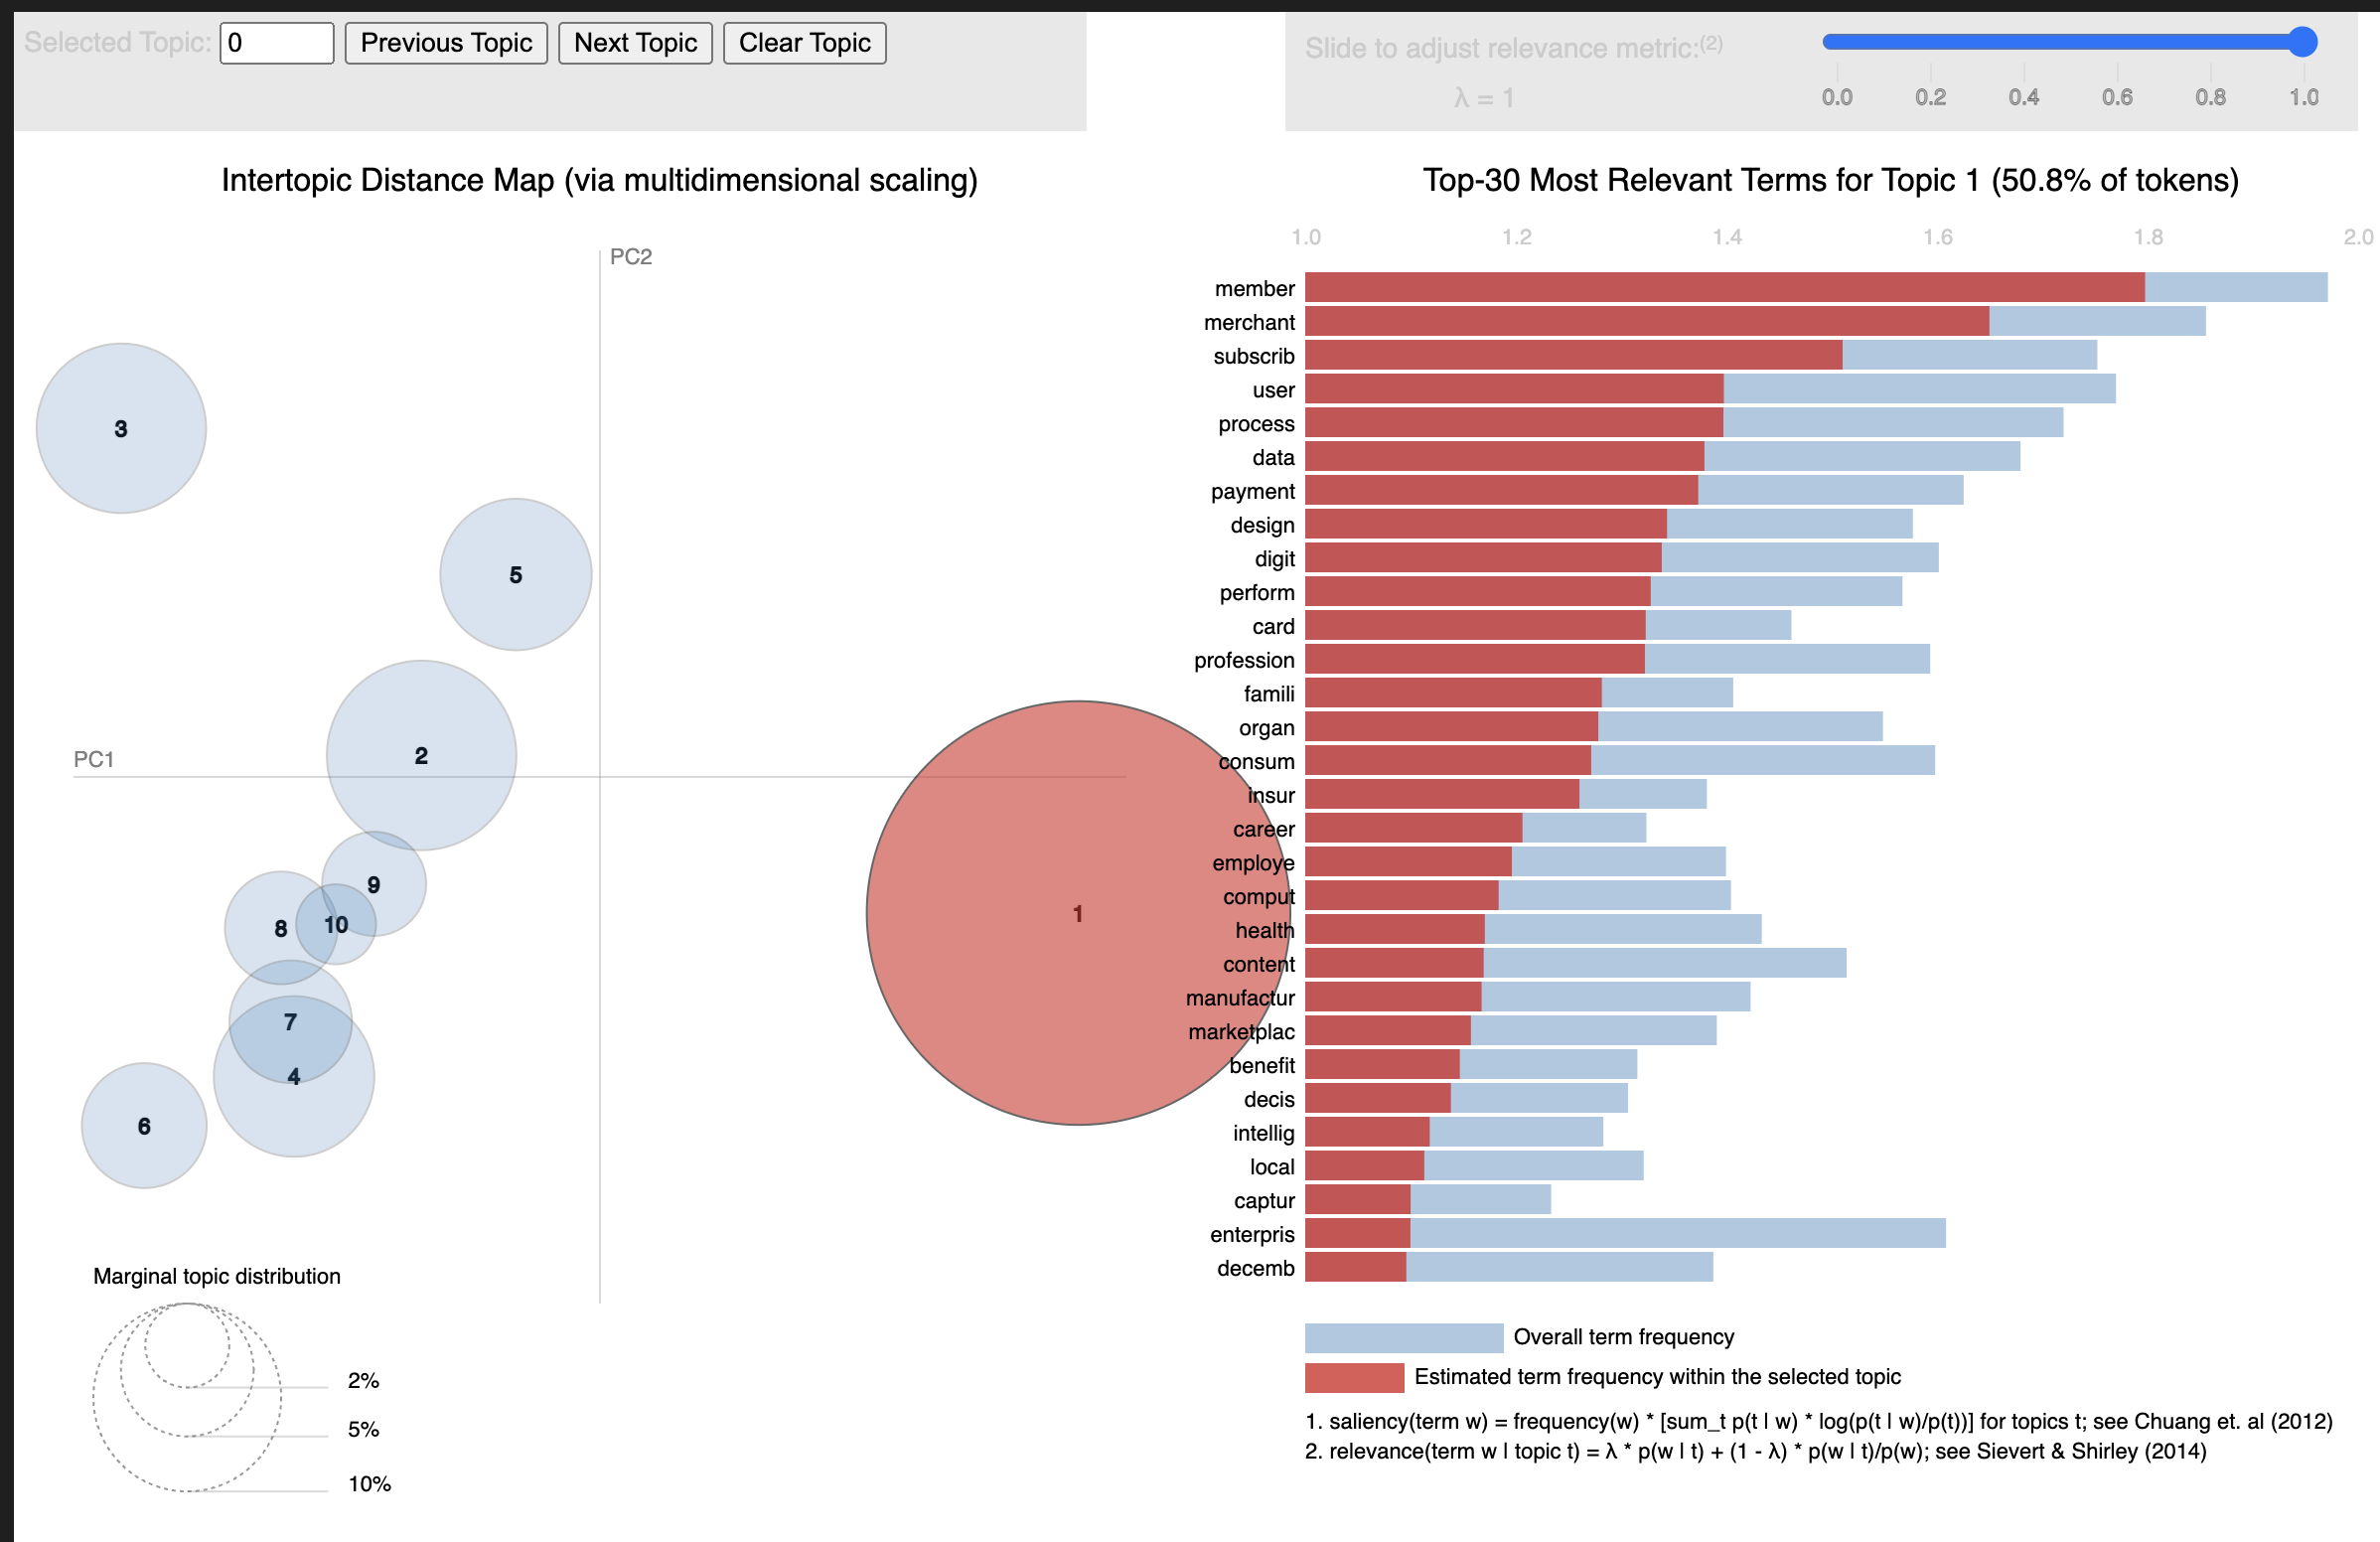 Selected Topic: 0 Previous Topic Next Topic Clear Topic
Slide to adjust relevance metric:(2)
λ = 1
0.0 0.2 0.4 0.6 0.8 1.0
Intertopic Distance Map (via multidimensional scaling)
PC2
PC1
3
5
2
9
8
10
1
7
4
6
Marginal topic distribution
2%
5%
10%
Top-30 Most Relevant Terms for Topic 1 (50.8% of tokens)
1.0 1.2 1.4 1.6 1.8 2.0
member
merchant
subscrib
user
process
data
payment
design
digit
perform
card
profession
famili
organ
consum
insur
career
employe
comput
health
content
manufactur
marketplac
benefit
decis
intellig
local
captur
enterpris
decemb
Overall term frequency
Estimated term frequency within the selected topic
1. saliency(term w) = frequency(w) * [sum_t p(t | w) * log(p(t | w)/p(t))] for topics t; see Chuang et. al (2012)
2. relevance(term w | topic t) = λ * p(w | t) + (1 - λ) * p(w | t)/p(w); see Sievert & Shirley (2014)